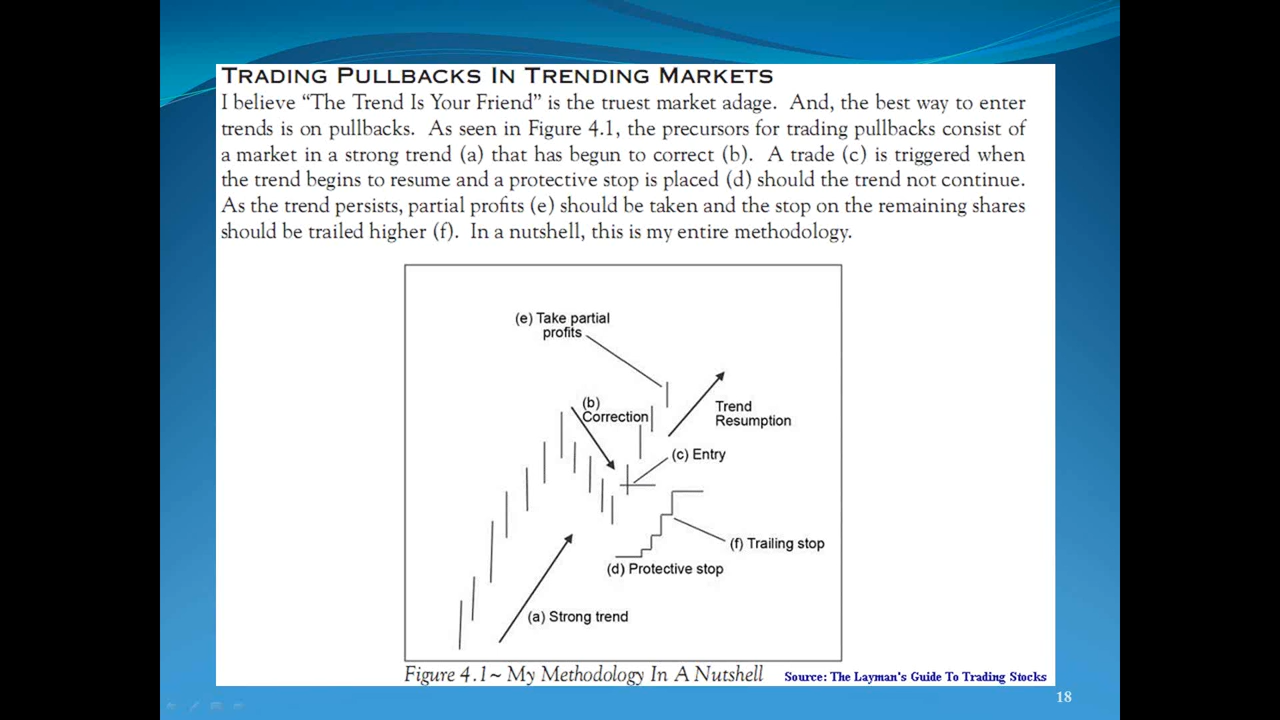 TRADING PULLBACKS IN TRENDING MARKETS
I believe “The Trend Is Your Friend” is the truest market adage. And, the best way to enter
trends is on pullbacks. As seen in Figure 4.1, the precursors for trading pullbacks consist of
a market in a strong trend (a) that has begun to correct (b). A trade (c) is triggered when
the trend begins to resume and a protective stop is placed (d) should the trend not continue.
As the trend persists, partial profits (e) should be taken and the stop on the remaining shares
should be trailed higher (f). In a nutshell, this is my entire methodology.
(e) Take partial
profits
(b)
Correction
Trend
Resumption
(c) Entry
(f) Trailing stop
(d) Protective stop
(a) Strong trend
Figure 4.1~ My Methodology In A Nutshell
Source: The Layman's Guide To Trading Stocks
18